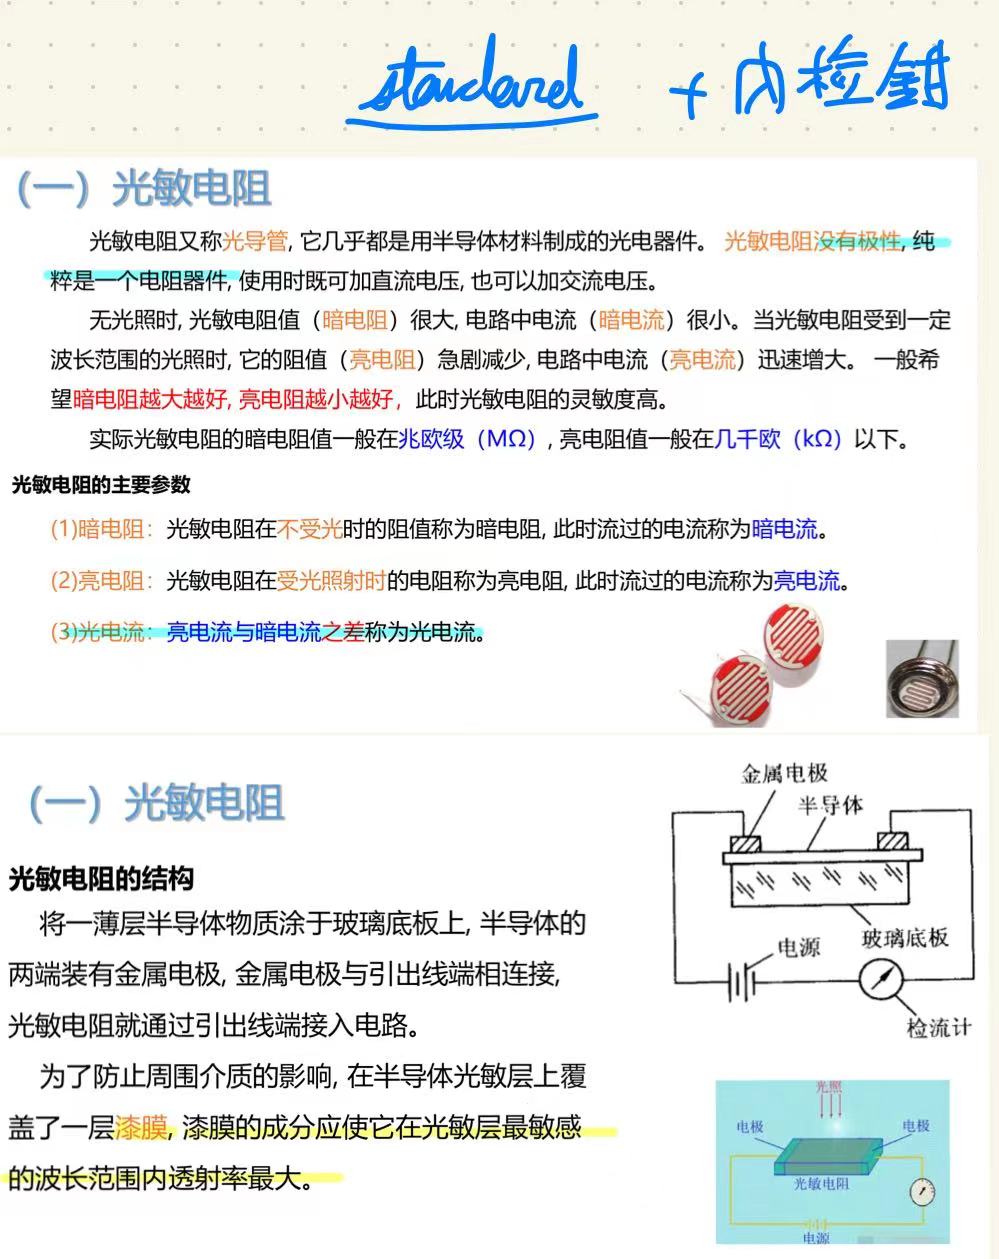 standard + 内检钳
（一）光敏电阻
光敏电阻又称光导管, 它几乎都是用半导体材料制成的光电器件。 光敏电阻没有极性, 纯
粹是一个电阻器件, 使用时既可加直流电压, 也可以加交流电压。
无光照时, 光敏电阻值（暗电阻）很大, 电路中电流（暗电流）很小。当光敏电阻受到一定
波长范围的光照时, 它的阻值（亮电阻）急剧减少, 电路中电流（亮电流）迅速增大。 一般希
望暗电阻越大越好, 亮电阻越小越好, 此时光敏电阻的灵敏度高。
实际光敏电阻的暗电阻值一般在兆欧级（MΩ）, 亮电阻值一般在几千欧（kΩ）以下。
光敏电阻的主要参数
(1)暗电阻：光敏电阻在不受光时的阻值称为暗电阻, 此时流过的电流称为暗电流。
(2)亮电阻：光敏电阻在受光照射时的电阻称为亮电阻, 此时流过的电流称为亮电流。
(3)光电流：亮电流与暗电流之差称为光电流。
（一）光敏电阻
光敏电阻的结构
将一薄层半导体物质涂于玻璃底板上, 半导体的
两端装有金属电极, 金属电极与引出线端相连接,
光敏电阻就通过引出线端接入电路。
为了防止周围介质的影响, 在半导体光敏层上覆
盖了一层漆膜, 漆膜的成分应使它在光敏层最敏感
的波长范围内透射率最大。
金属电极
半导体
电源
玻璃底板
检流计
光照
电极
电极
光敏电阻
电源